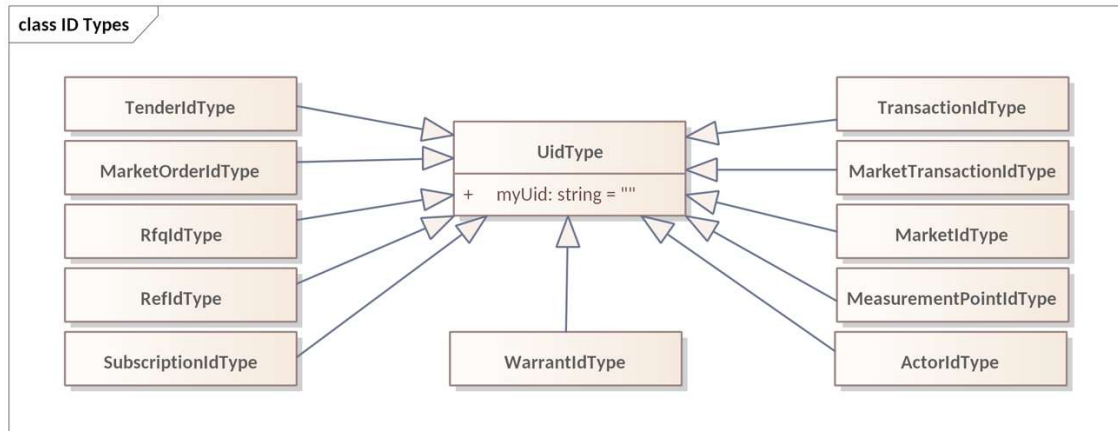 class ID Types
TenderIdType
MarketOrderIdType
RfqIdType
RefIdType
SubscriptionIdType
UidType
+ myUid: string = ""
WarrantIdType
TransactionIdType
MarketTransactionIdType
MarketIdType
MeasurementPointIdType
ActorIdType